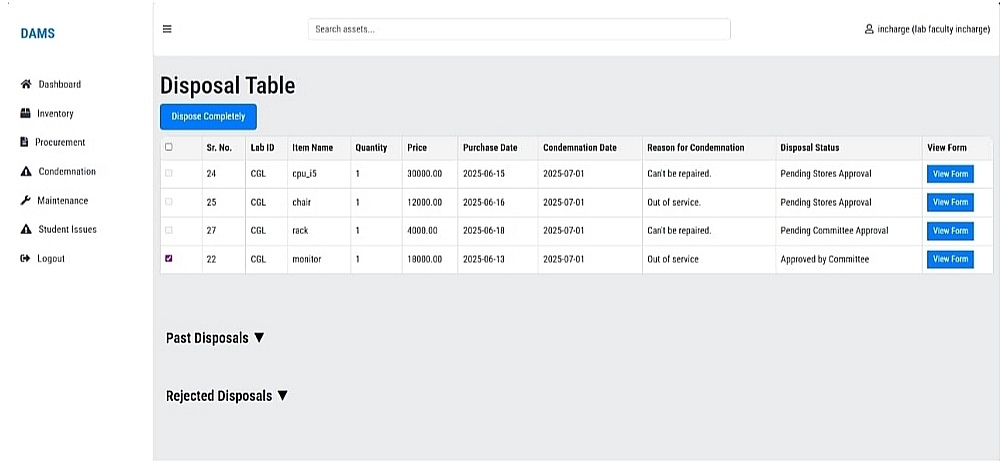 DAMS
Search assets...
incharge (lab faculty incharge)
Dashboard
Inventory
Procurement
Condemnation
Maintenance
Student Issues
Logout
Disposal Table
Dispose Completely
Sr. No. Lab ID Item Name Quantity Price Purchase Date Condemnation Date Reason for Condemnation Disposal Status View Form
24 CGL cpu_i5 1 30000.00 2025-06-15 2025-07-01 Can't be repaired. Pending Stores Approval View Form
25 CGL chair 1 12000.00 2025-06-16 2025-07-01 Out of service. Pending Stores Approval View Form
27 CGL rack 1 4000.00 2025-06-18 2025-07-01 Can't be repaired. Pending Committee Approval View Form
22 CGL monitor 1 18000.00 2025-06-13 2025-07-01 Out of service Approved by Committee View Form
Past Disposals ▼
Rejected Disposals ▼